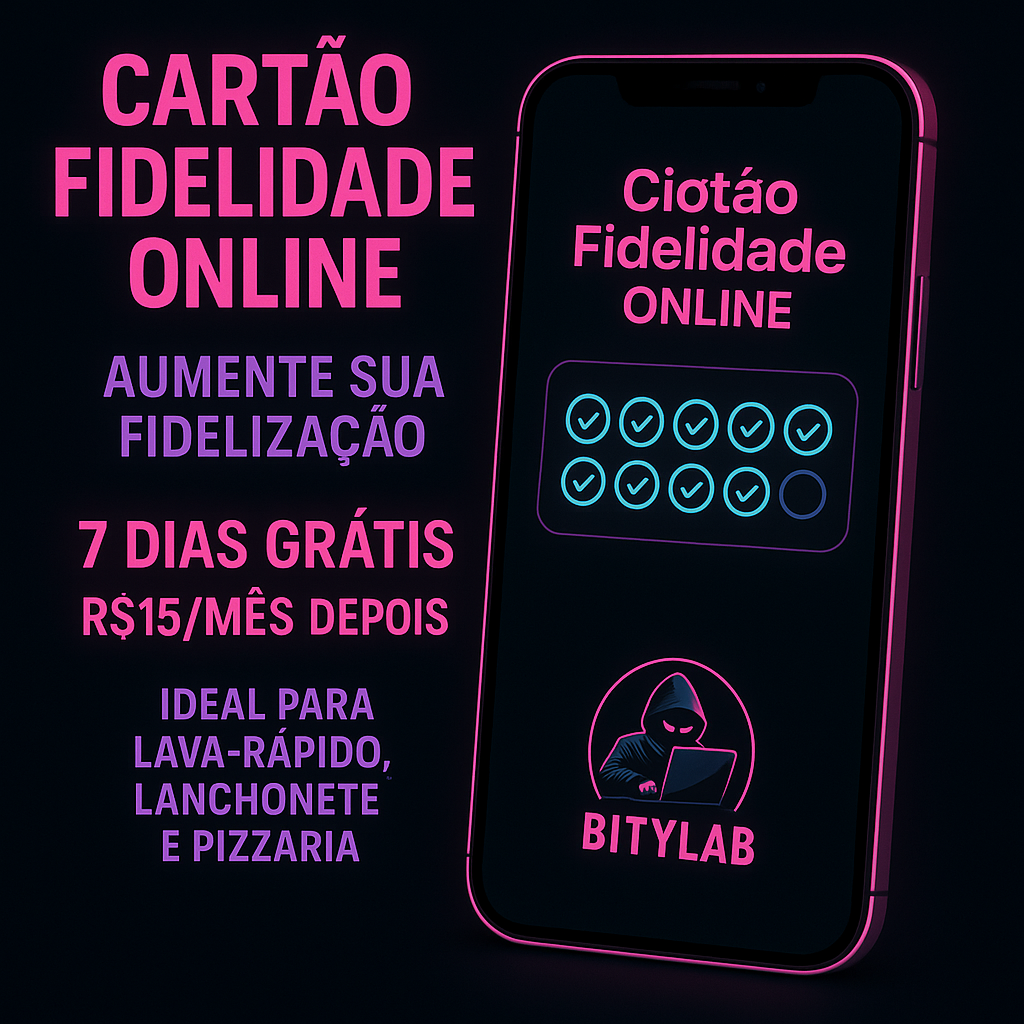 CARTÃO
FIDELIDADE
ONLINE
AUMENTE SUA
FIDELIZAÇÃO
7 DIAS GRÁTIS
R$15/MÊS DEPOIS
IDEAL PARA
LAVA-RÁPIDO,
LANCHONETE
E PIZZARIA
Ciotáo
Fidelidade
ONLINE
BITYLAB